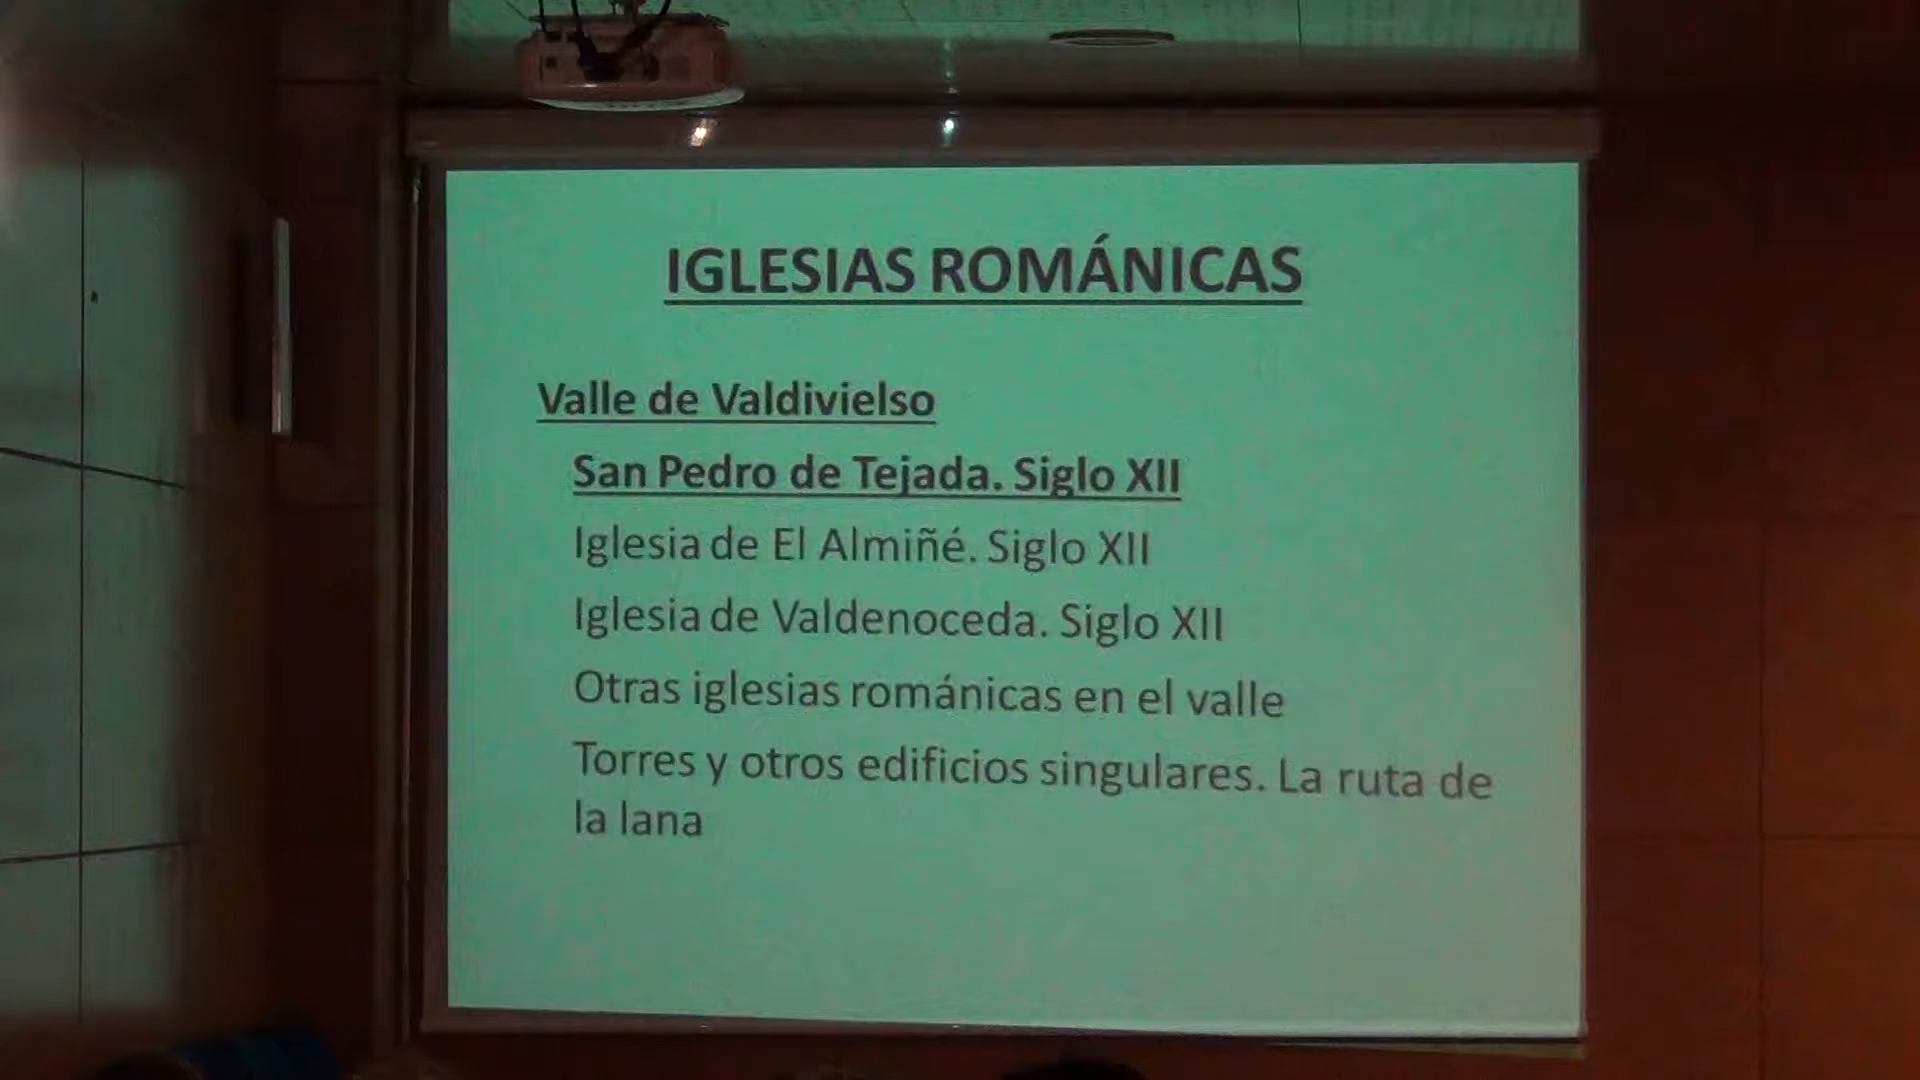 IGLESIAS ROMÁNICAS
Valle de Valdivielso
San Pedro de Tejada. Siglo XII
Iglesia de El Almiñé. Siglo XII
Iglesia de Valdenoceda. Siglo XII
Otras iglesias románicas en el valle
Torres y otros edificios singulares. La ruta de
la lana